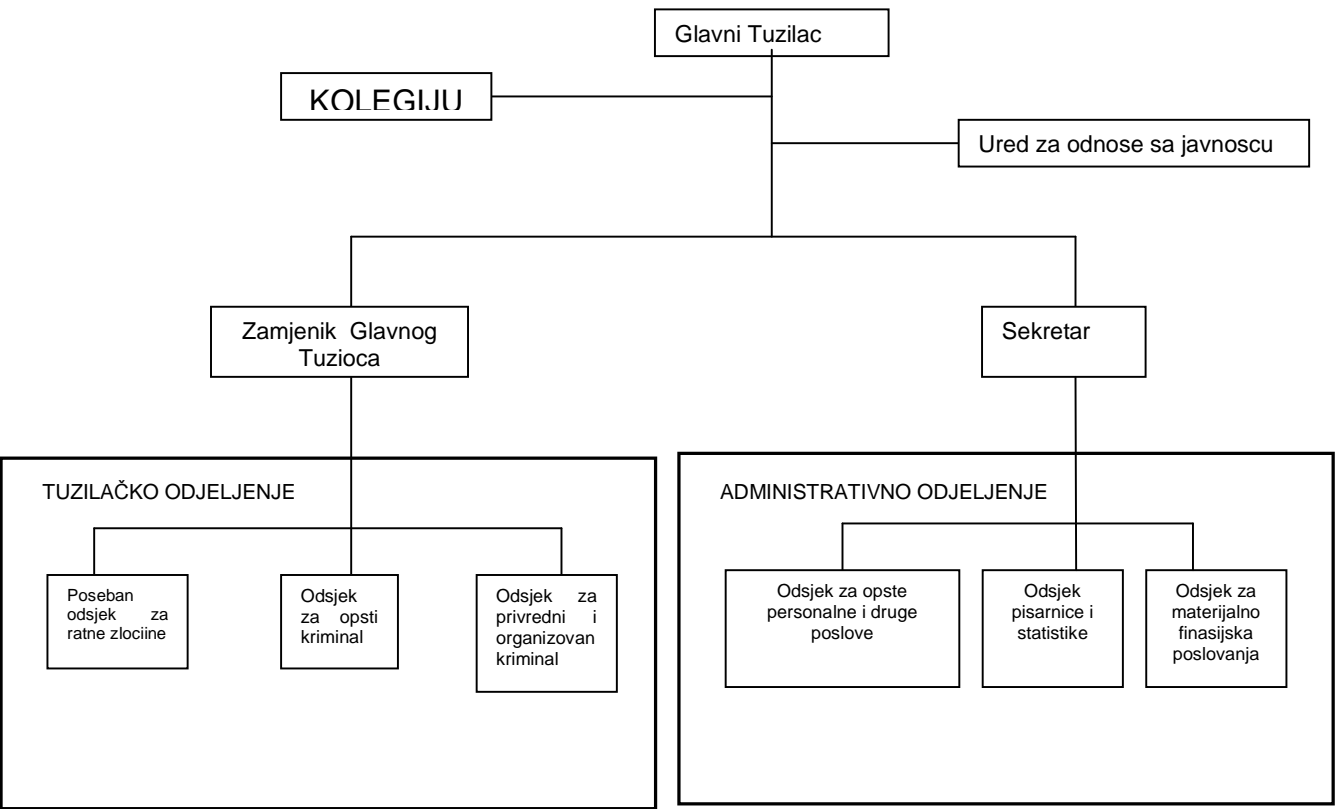 Glavni Tuzilac
KOLEGIJU
Ured za odnose sa javnoscu
Zamjenik Glavnog
Tuzioca
Sekretar
TUZILAČKO ODJELJENJE
Poseban
odsjek za
ratne zlociine
Odsjek
za opsti
kriminal
Odsjek za
privredni i
organizovan
kriminal
ADMINISTRATIVNO ODJELJENJE
Odsjek za opste
personalne i druge
poslove
Odsjek
pisarnice i
statistike
Odsjek za
materijalno
finasijska
poslovanja